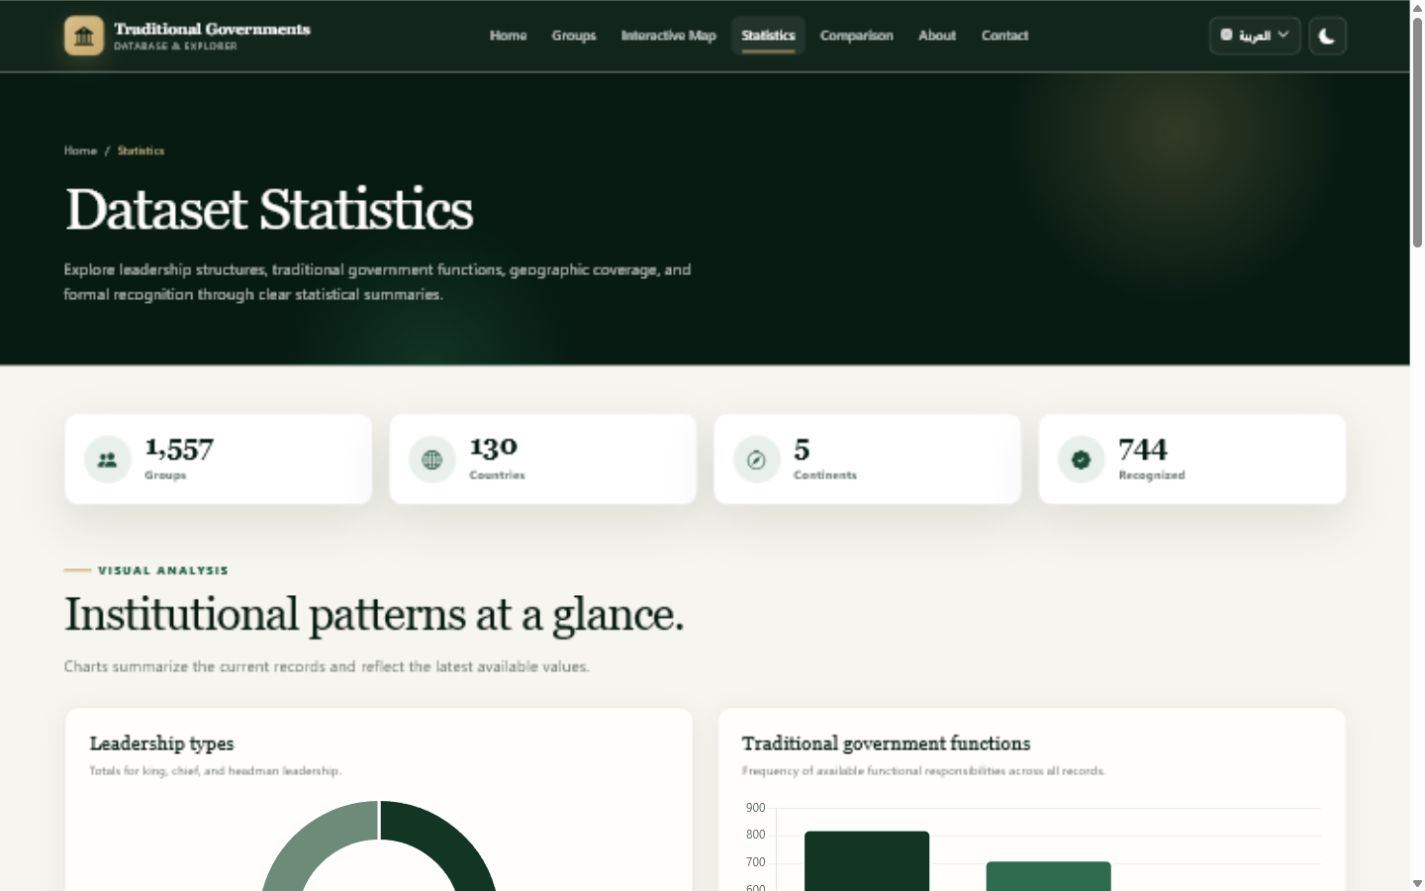 Traditional Governments
DATABASE & EXPLORER
Home
Groups
Interactive Map
Statistics
Comparison
About
Contact
العربية
Home / Statistics
Dataset Statistics
Explore leadership structures, traditional government functions, geographic coverage, and
formal recognition through clear statistical summaries.
1,557
Groups
130
Countries
5
Continents
744
Recognized
VISUAL ANALYSIS
Institutional patterns at a glance.
Charts summarize the current records and reflect the latest available values.
Leadership types
Totals for king, chief, and headman leadership.
Traditional government functions
Frequency of available functional responsibilities across all records.
900
800
700
600